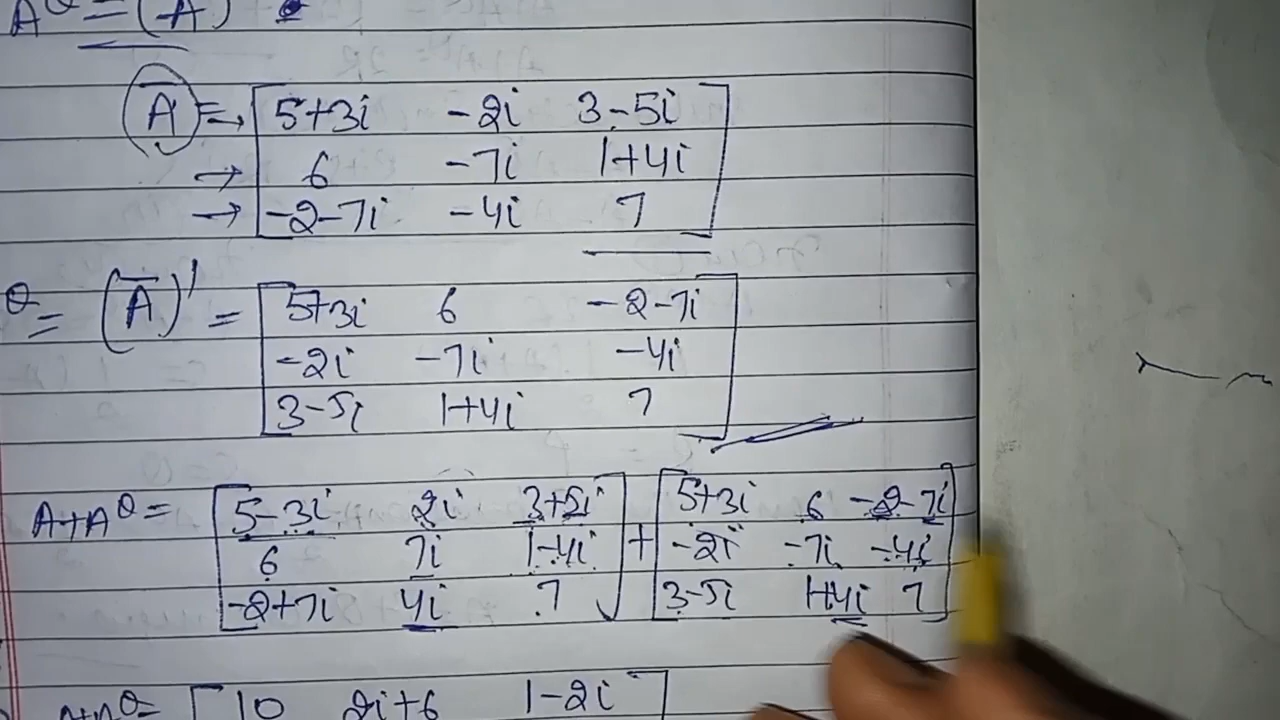 A^θ = (A)'
A̅ = → [ 5+3i -2i 3-5i
→ 6 -7i 1+4i
→ -2-7i -4i 7 ]
θ = (A̅)' = [ 5+3i 6 -2-7i
-2i -7i -4i
3-5i 1+4i 7 ]
A+A^θ = [ 5-3i 2i 3+5i ] + [ 5+3i 6 -2-7i ]
6 7i 1-4i -2i -7i -4i
-2+7i 4i 7 3-5i 1+4i 7
A+A^θ = [ 10 2i+6 1-2i ]